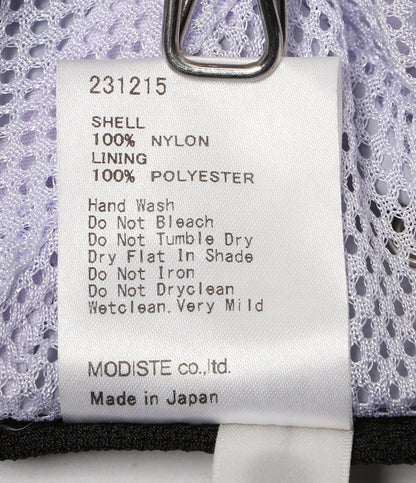 231215
SHELL
100% NYLON
LINING
100% POLYESTER
Hand Wash
Do Not Bleach
Do Not Tumble Dry
Dry Flat In Shade
Do Not Iron
Do Not Dryclean
Wetclean.Very Mild
MODISTE co.,ltd.
Made in Japan